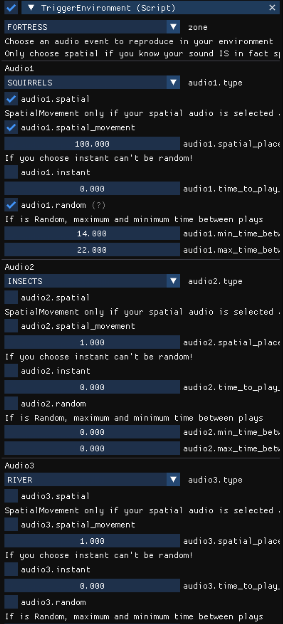 TriggerEnvironment (Script)
FORTRESS zone
Choose an audio event to reproduce in your environment
Only choose spatial if you know your sound IS in fact
Audio1
SQUIRRELS audio1.type
audio1.spatial
SpatialMovement only if your spatial audio is selected
audio1.spatial_movement
100.000 audio1.spatial_place
If you choose instant can't be random!
audio1.instant
0.000 audio1.time_to_play_
audio1.random (?)
If is Random, maximum and minimum time between plays
14.000 audio1.min_time_bet
22.000 audio1.max_time_bet
Audio2
INSECTS audio2.type
audio2.spatial
SpatialMovement only if your spatial audio is selected
audio2.spatial_movement
1.000 audio2.spatial_place
If you choose instant can't be random!
audio2.instant
0.000 audio2.time_to_play_
audio2.random
If is Random, maximum and minimum time between plays
0.000 audio2.min_time_bet
0.000 audio2.max_time_bet
Audio3
RIVER audio3.type
audio3.spatial
SpatialMovement only if your spatial audio is selected
audio3.spatial_movement
1.000 audio3.spatial_place
If you choose instant can't be random!
audio3.instant
0.000 audio3.time_to_play_
audio3.random
If is Random, maximum and minimum time between plays